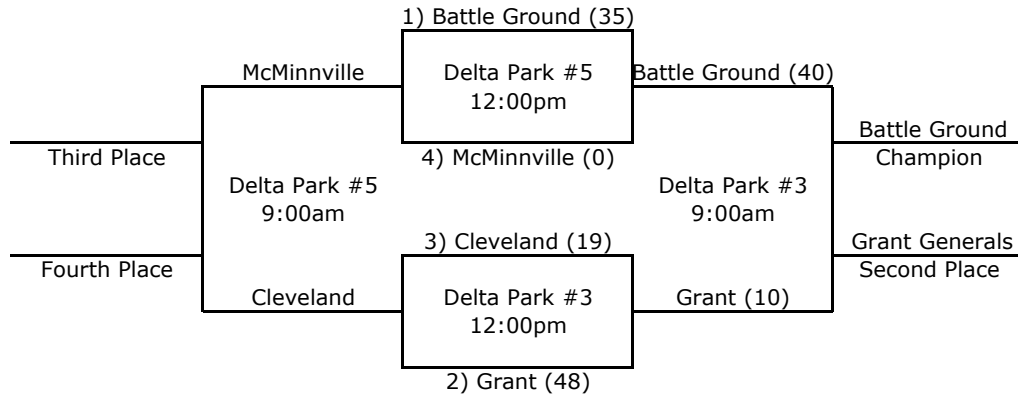 1) Battle Ground (35)
McMinnville
Delta Park #5
12:00pm
Battle Ground (40)
Battle Ground
Third Place
4) McMinnville (0)
Champion
Delta Park #5
9:00am
Delta Park #3
9:00am
3) Cleveland (19)
Grant Generals
Fourth Place
Second Place
Cleveland
Delta Park #3
12:00pm
Grant (10)
2) Grant (48)